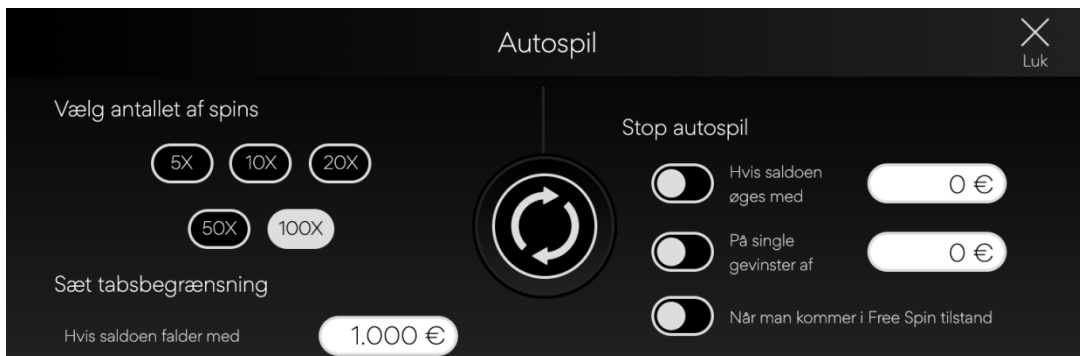 Autospil
Luk
Vælg antallet af spins
5X 10X 20X
50X 100X
Sæt tabsbegrænsning
Hvis saldoen falder med 1.000 €
Stop autospil
Hvis saldoen
øges med
0 €
På single
gevinster af
0 €
Når man kommer i Free Spin tilstand